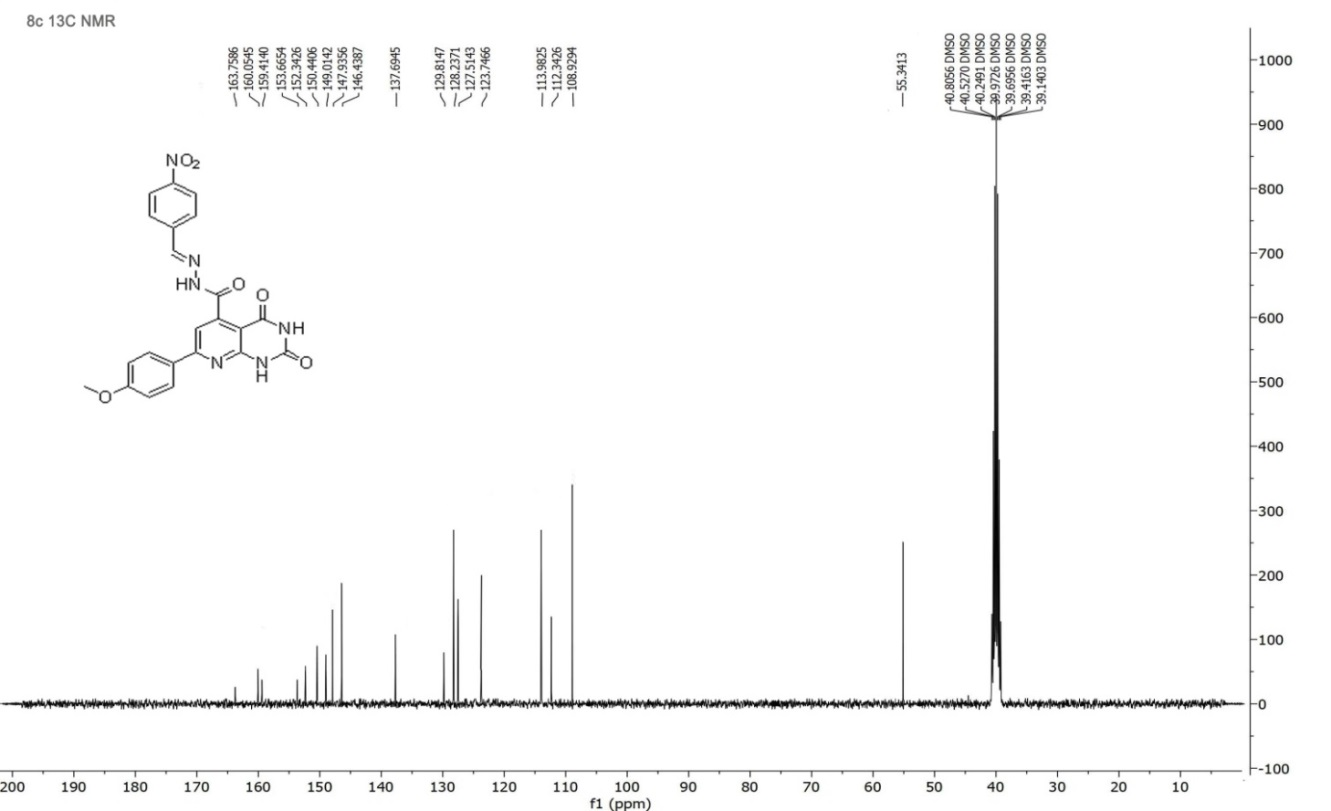 8c 13C NMR
163.7586
160.0545
159.4140
153.6654
152.3426
150.4406
149.0142
147.9356
146.4387
137.6945
129.8147
128.2371
127.5143
123.7466
113.9825
112.3426
108.9294
55.3413
40.8056 DMSO
40.5270 DMSO
40.2491 DMSO
39.9726 DMSO
39.6956 DMSO
39.4163 DMSO
39.1403 DMSO
1000
900
800
700
600
500
400
300
200
100
0
-100
NO2
N
HN
O
O
NH
N
N
H
O
O
200 190 180 170 160 150 140 130 120 110 100 90 80 70 60 50 40 30 20 10
f1 (ppm)